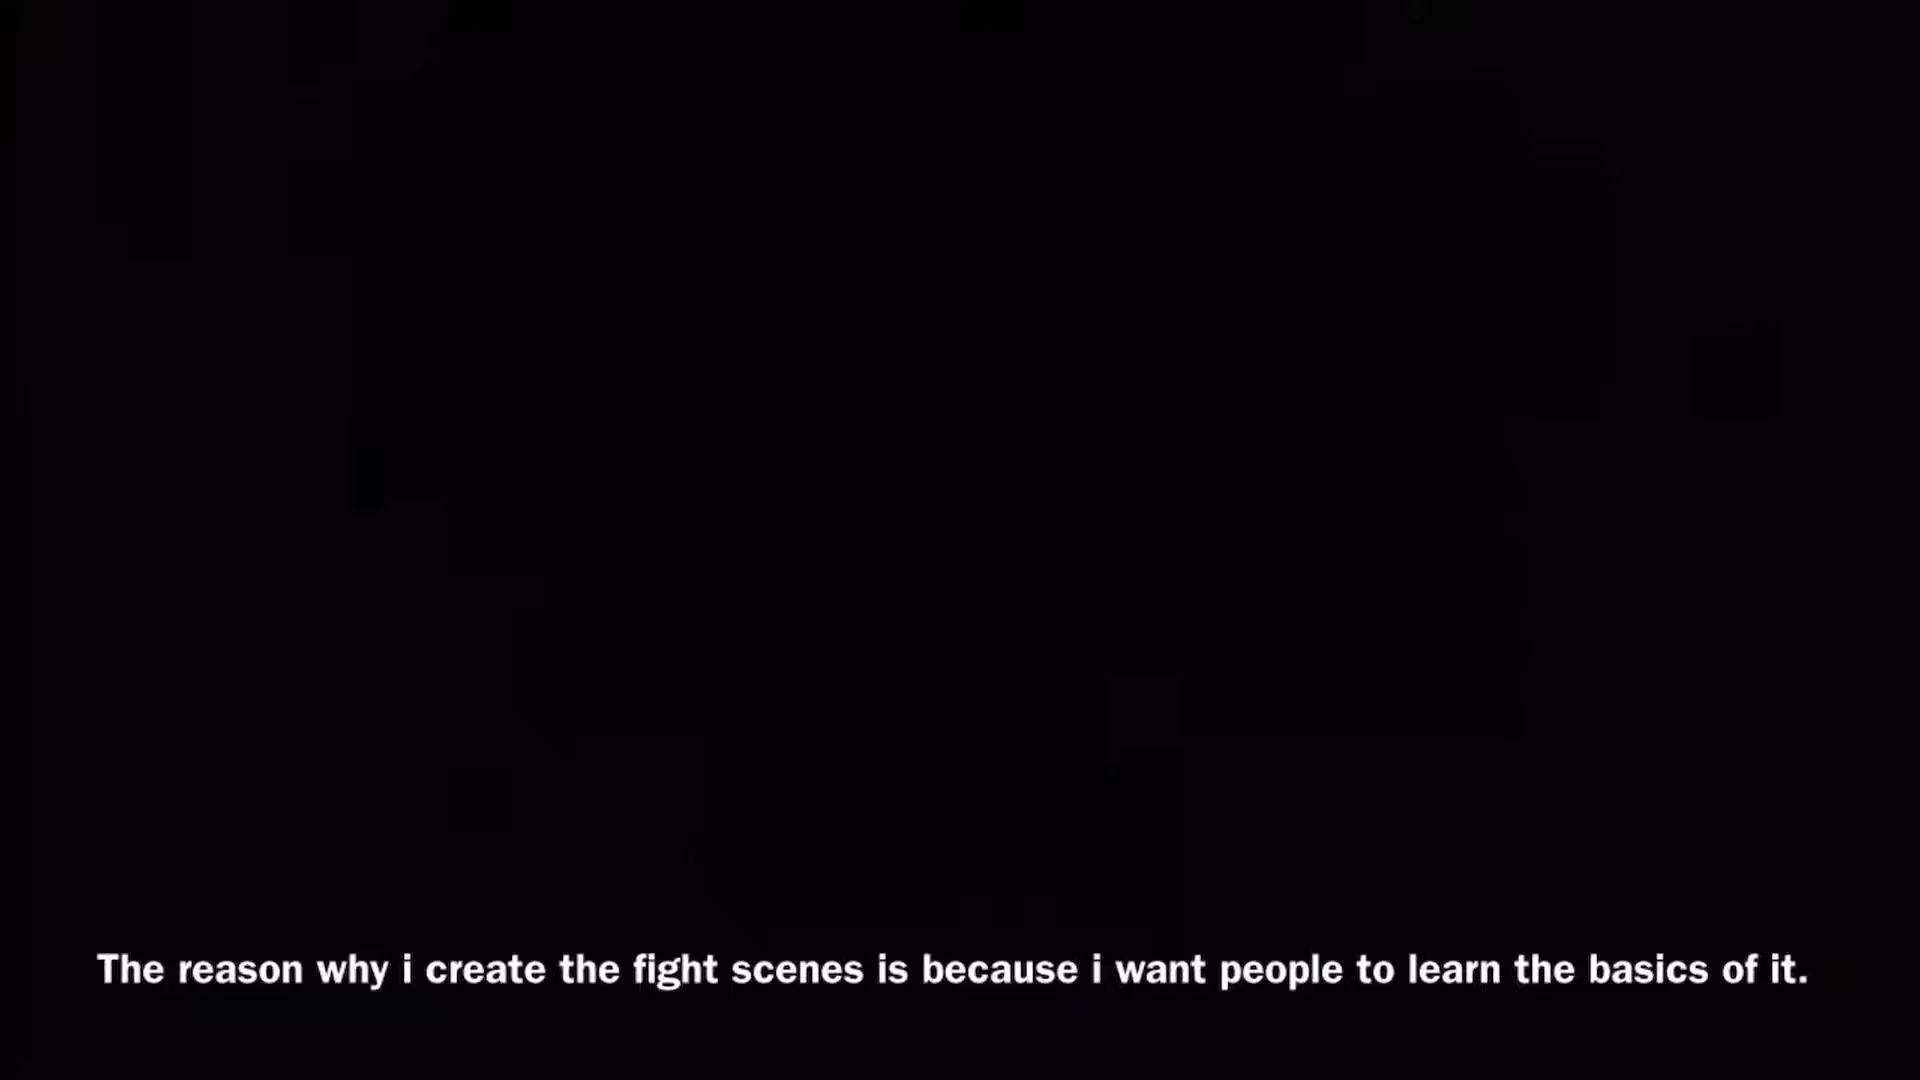 The reason why i create the fight scenes is because i want people to learn the basics of it.